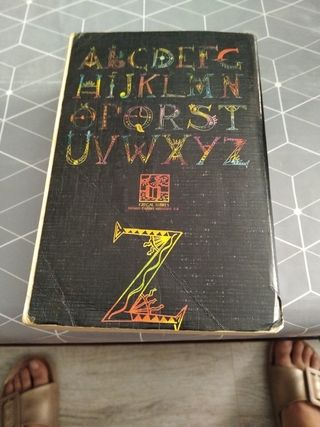 ABCDEFG
HIJKLMN
OPQRST
UVWXYZ
Z